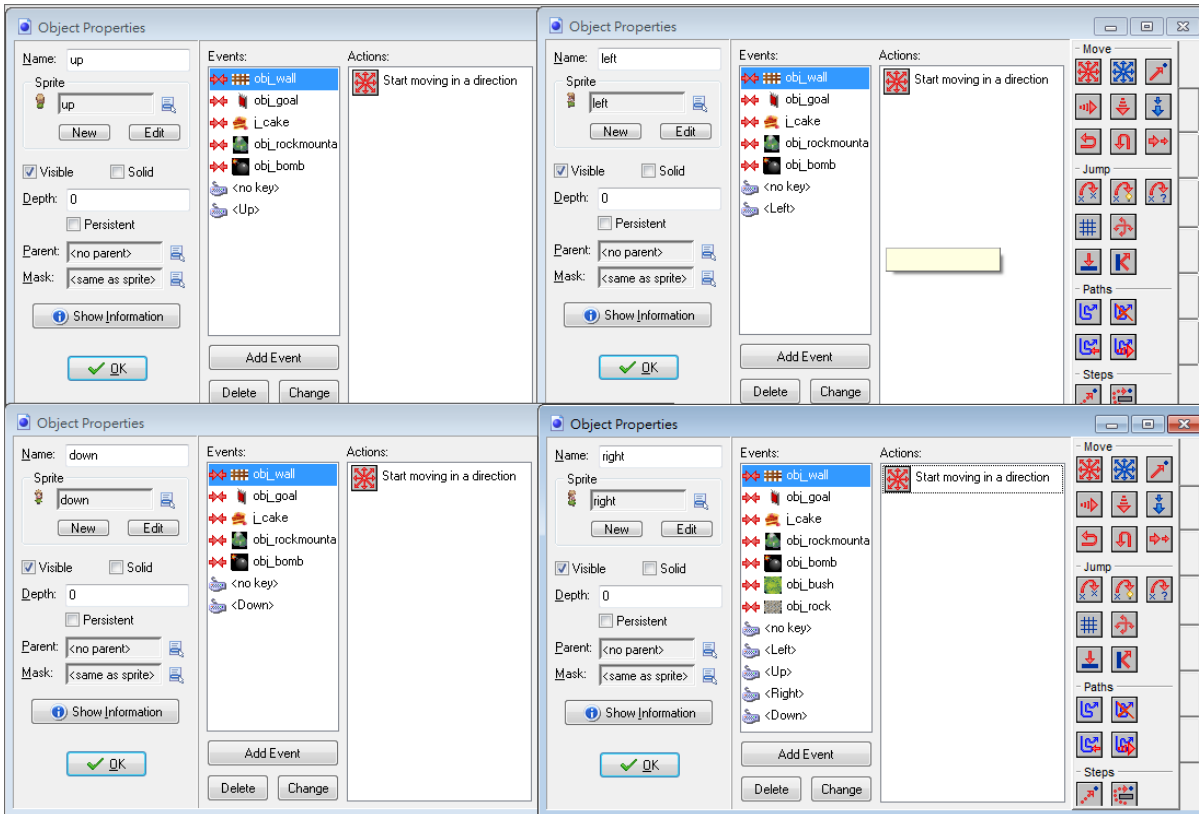 Object Properties
Name: up
Sprite
up
New Edit
Visible Solid
Depth: 0
Persistent
Parent: <no parent>
Mask: <same as sprite>
Show Information
OK
Events:
obj_wall
obj_goal
j_cake
obj_rockmounta
obj_bomb
<no key>
<Up>
Add Event
Delete Change
Actions:
Start moving in a direction
Object Properties
Name: left
Sprite
left
New Edit
Visible Solid
Depth: 0
Persistent
Parent: <no parent>
Mask: <same as sprite>
Show Information
OK
Events:
obj_wall
obj_goal
j_cake
obj_rockmounta
obj_bomb
<no key>
<Left>
Add Event
Delete Change
Actions:
Start moving in a direction
Move
Jump
Paths
Steps
Object Properties
Name: down
Sprite
down
New Edit
Visible Solid
Depth: 0
Persistent
Parent: <no parent>
Mask: <same as sprite>
Show Information
OK
Events:
obj_wall
obj_goal
j_cake
obj_rockmounta
obj_bomb
<no key>
<Down>
Add Event
Delete Change
Actions:
Start moving in a direction
Object Properties
Name: right
Sprite
right
New Edit
Visible Solid
Depth: 0
Persistent
Parent: <no parent>
Mask: <same as sprite>
Show Information
OK
Events:
obj_wall
obj_goal
j_cake
obj_rockmounta
obj_bomb
obj_bush
obj_rock
<no key>
<Left>
<Up>
<Right>
<Down>
Add Event
Delete Change
Actions:
Start moving in a direction
Move
Jump
Paths
Steps